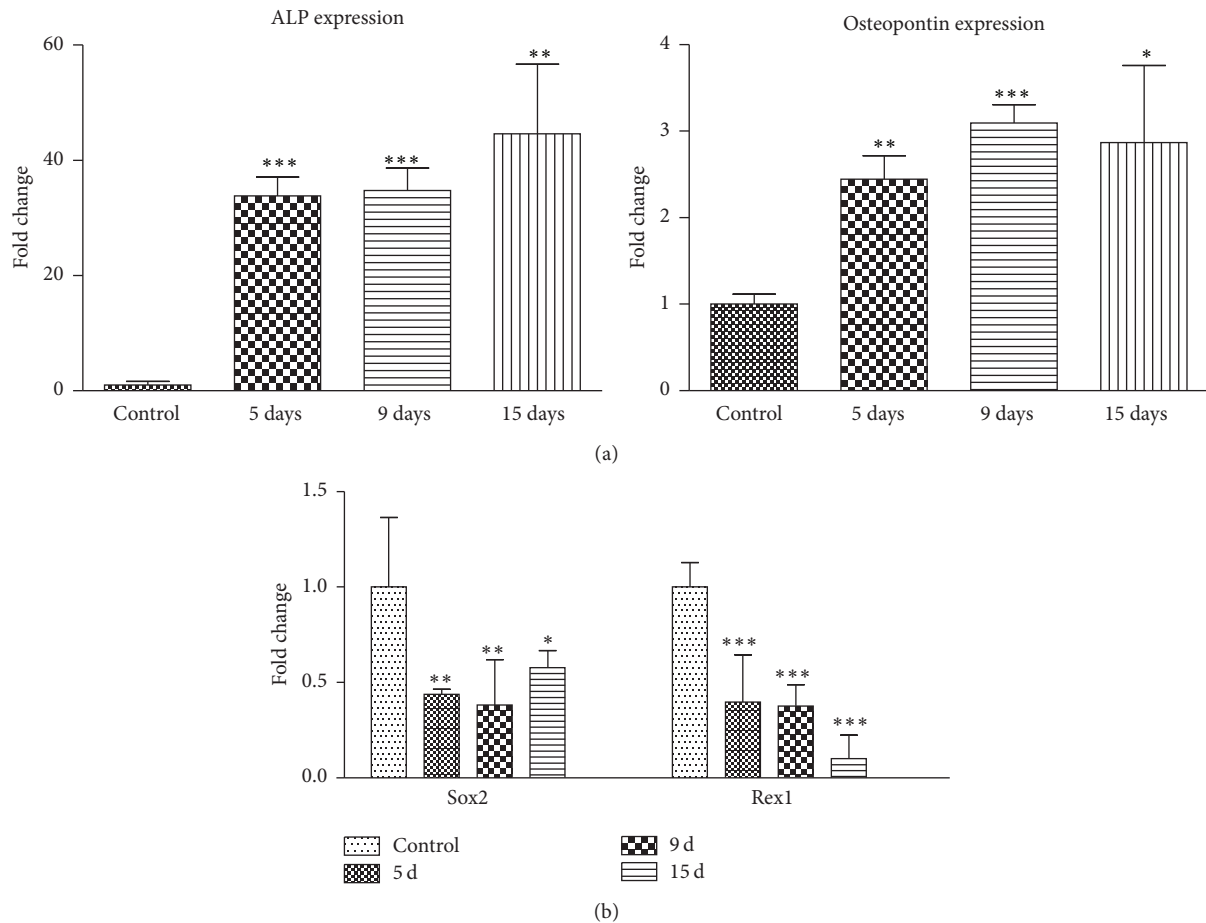 ALP expression
Fold change
60
40
20
0
**
***
***
Control 5 days 9 days 15 days
Osteopontin expression
Fold change
4
3
2
1
0
*
***
**
Control 5 days 9 days 15 days
(a)
Fold change
1.5
1.0
0.5
0.0
** ** *
*** *** ***
Sox2 Rex1
Control 9 d
5 d 15 d
(b)